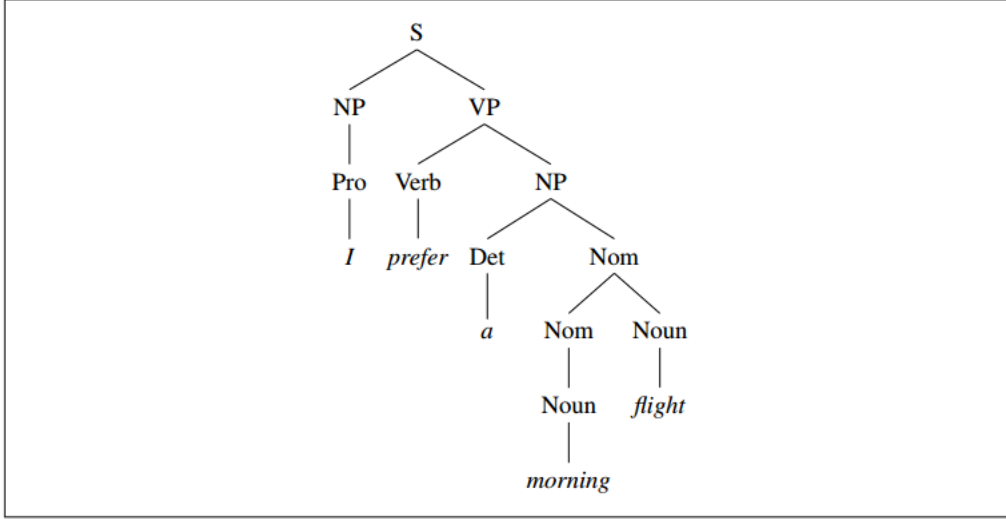 S
NP VP
Pro Verb NP
I prefer Det Nom
a Nom Noun
Noun flight
morning